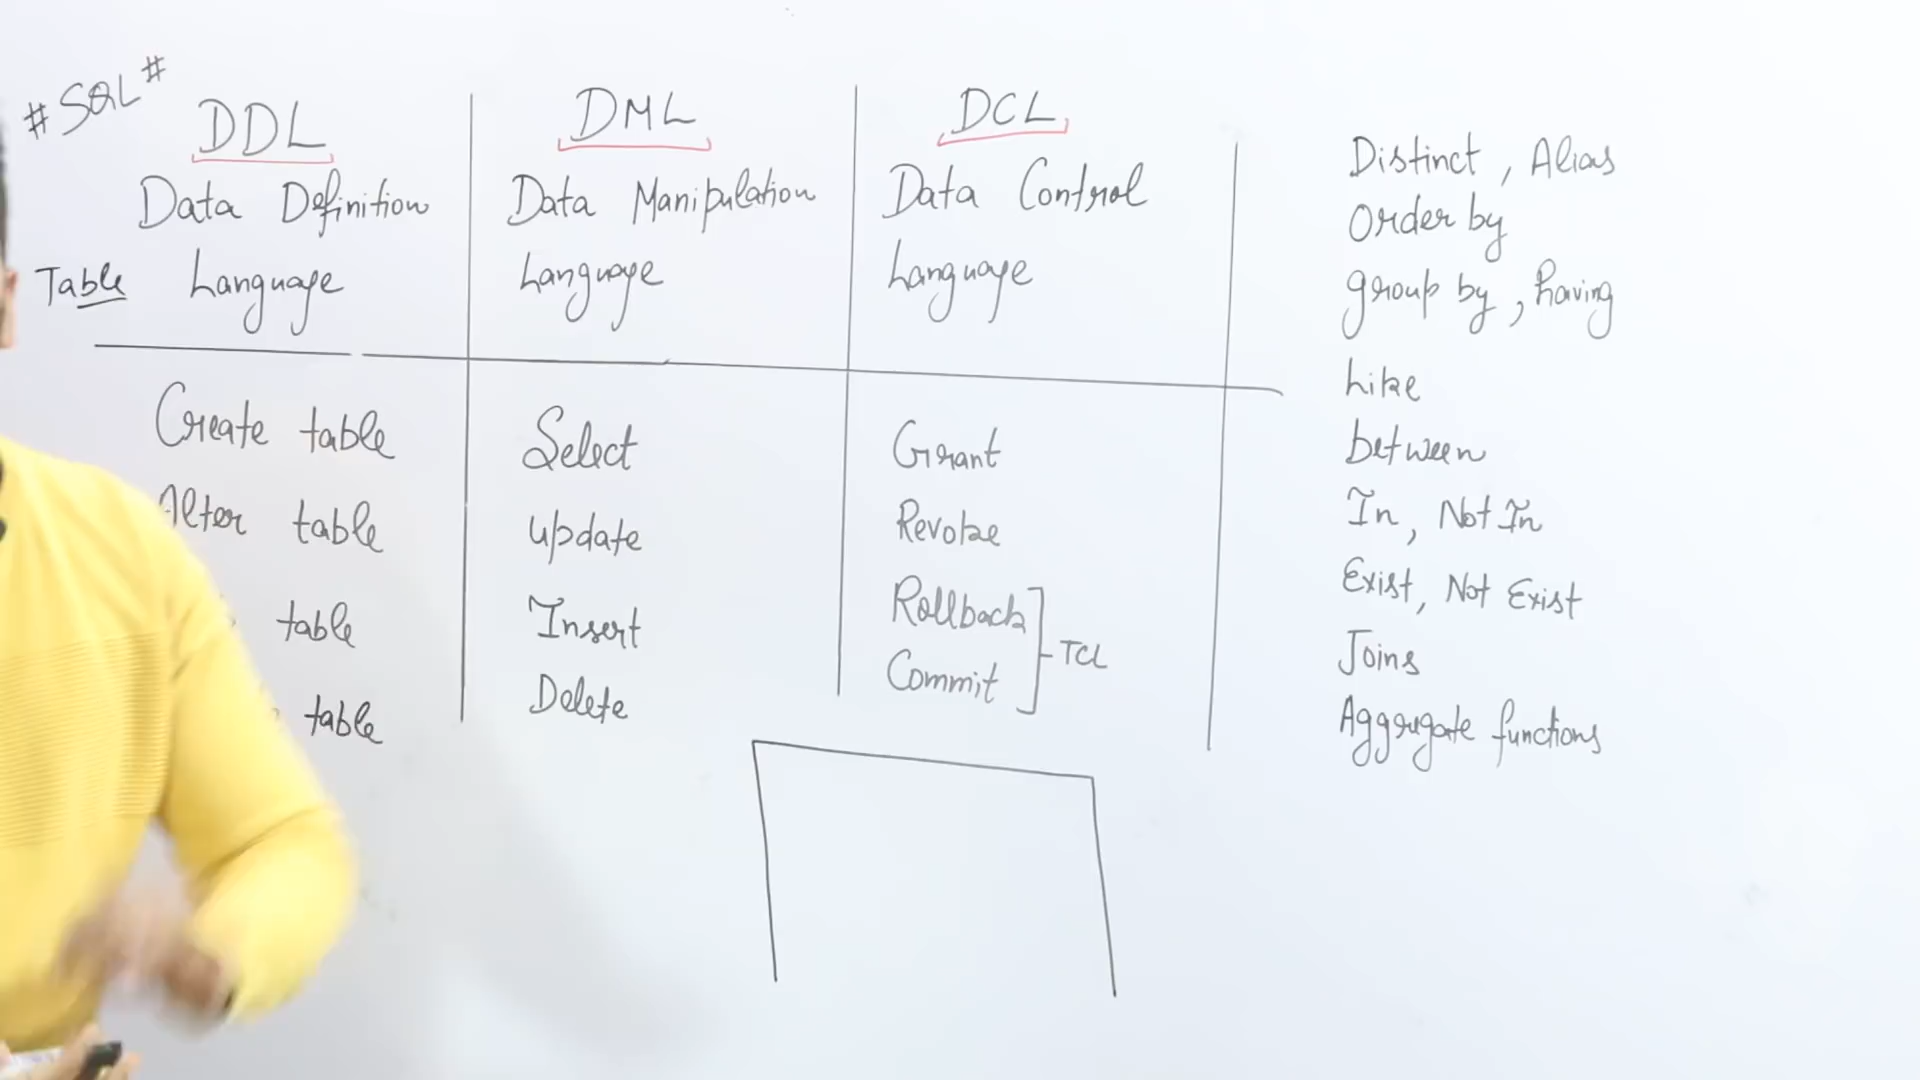 #SQL#
DDL
Data Definition
Language
Table
Create table
Alter table
table
table
DML
Data Manipulation
Language
Select
update
Insert
Delete
DCL
Data Control
Language
Grant
Revoke
Rollback
Commit
TCL
Distinct, Alias
Order by
group by, having
Like
between
In, Not In
Exist, Not Exist
Joins
Aggregate functions